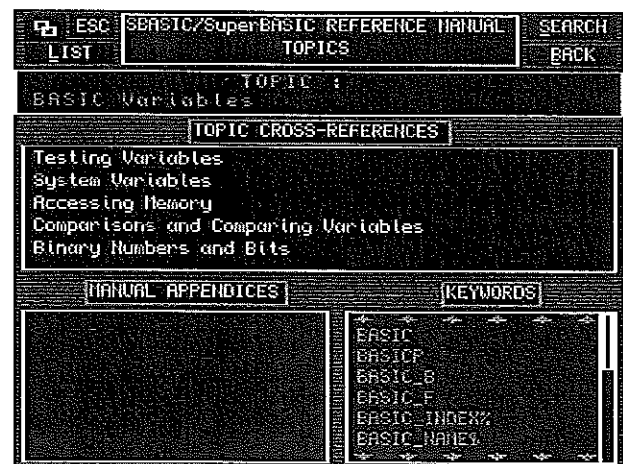 ESC SBASIC/SuperBASIC REFERENCE MANUAL SEARCH
LIST TOPICS BACK
TOPIC :
BASIC Variables
TOPIC CROSS-REFERENCES
Testing Variables
System Variables
Accessing Memory
Comparisons and Comparing Variables
Binary Numbers and Bits
MANUAL APPENDICES KEYWORDS
BASIC
BASICP
BASIC_B
BASIC_F
BASIC_INDEX%
BASIC_NAME%